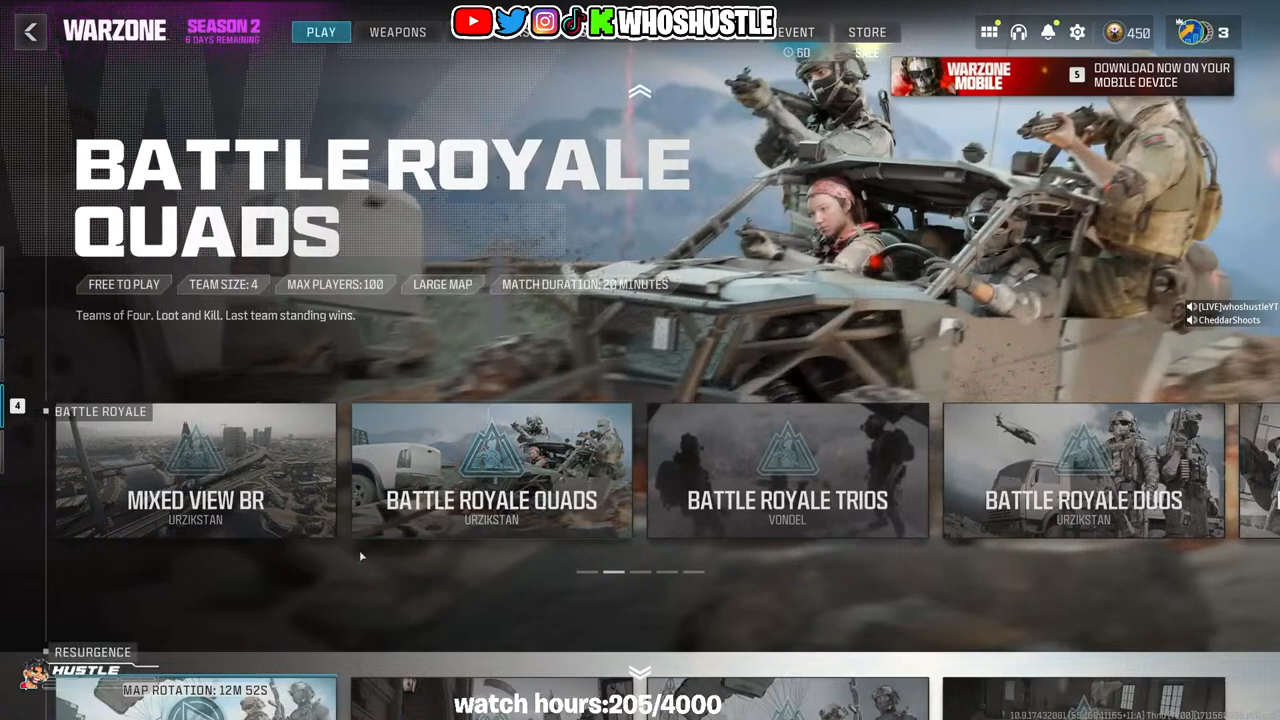 WARZONE
SEASON 2
6 DAYS REMAINING
PLAY
WEAPONS
EVENT
STORE
WHOSHUSTLE
60
SALE
450
3
WARZONE
MOBILE
5
DOWNLOAD NOW ON YOUR
MOBILE DEVICE
BATTLE ROYALE
QUADS
FREE TO PLAY
TEAM SIZE: 4
MAX PLAYERS: 100
LARGE MAP
MATCH DURATION: 20 MINUTES
Teams of Four. Loot and Kill. Last team standing wins.
[LIVE]whoshustleYT
CheddarShoots
4
BATTLE ROYALE
MIXED VIEW BR
URZIKSTAN
BATTLE ROYALE QUADS
URZIKSTAN
BATTLE ROYALE TRIOS
VONDEL
BATTLE ROYALE DUOS
URZIKSTAN
RESURGENCE
HUSTLE
MAP ROTATION: 12M 52S
watch hours:205/4000